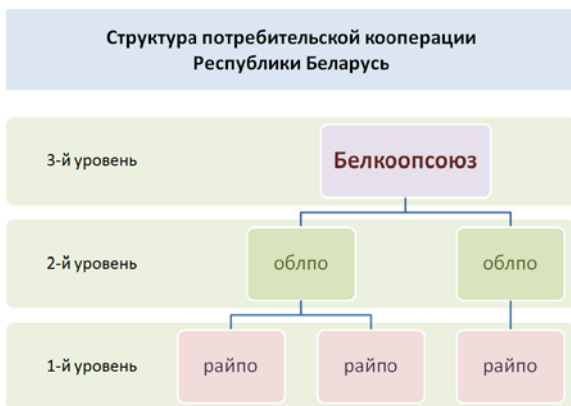 Структура потребительской кооперации
Республики Беларусь
3-й уровень
Белкоопсоюз
2-й уровень
облпо
облпо
1-й уровень
райпо
райпо
райпо